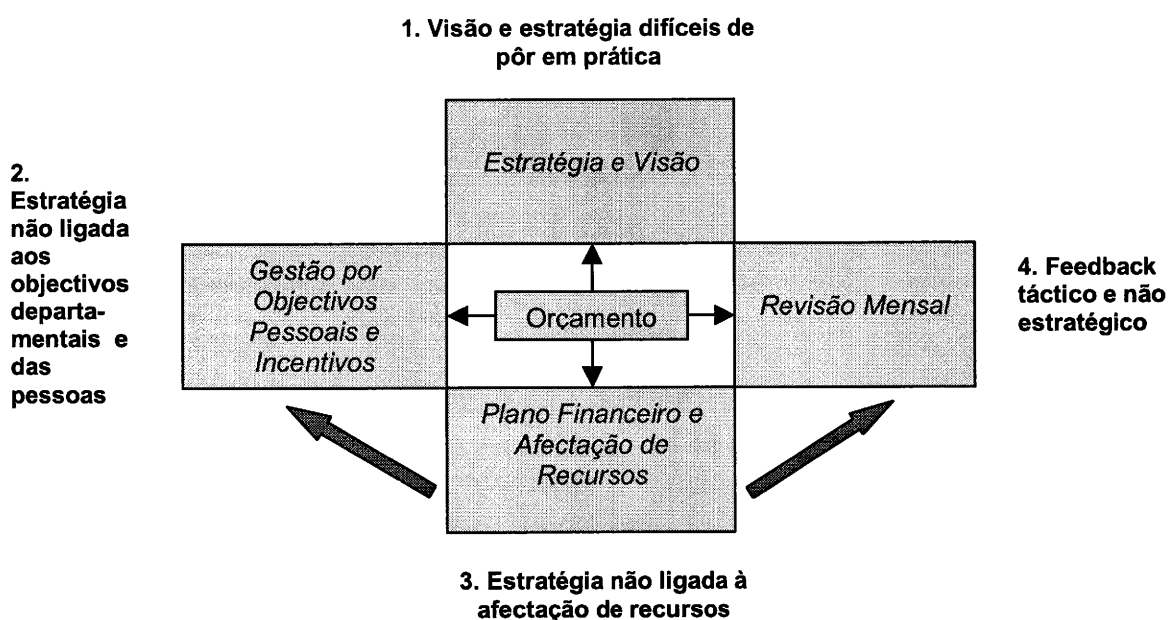 1. Visão e estratégia difíceis de
pôr em prática
Estratégia e Visão
2.
Estratégia
não ligada
aos
objectivos
departa-
mentais e
das
pessoas
Gestão por
Objectivos
Pessoais e
Incentivos
Orçamento
Revisão Mensal
4. Feedback
táctico e não
estratégico
Plano Financeiro e
Afectação de
Recursos
3. Estratégia não ligada à
afectação de recursos